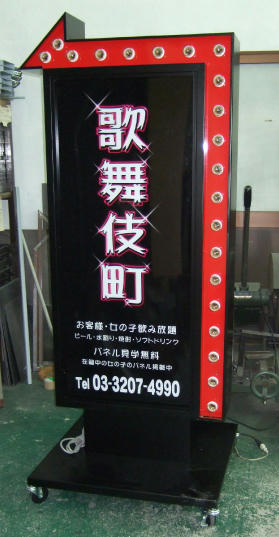 歌舞伎町
お客様・女の子飲み放題
ビール・水割り・焼酎・ソフトドリンク
パネル見学無料
在籍中の女の子のパネル掲載中
Tel 03-3207-4990